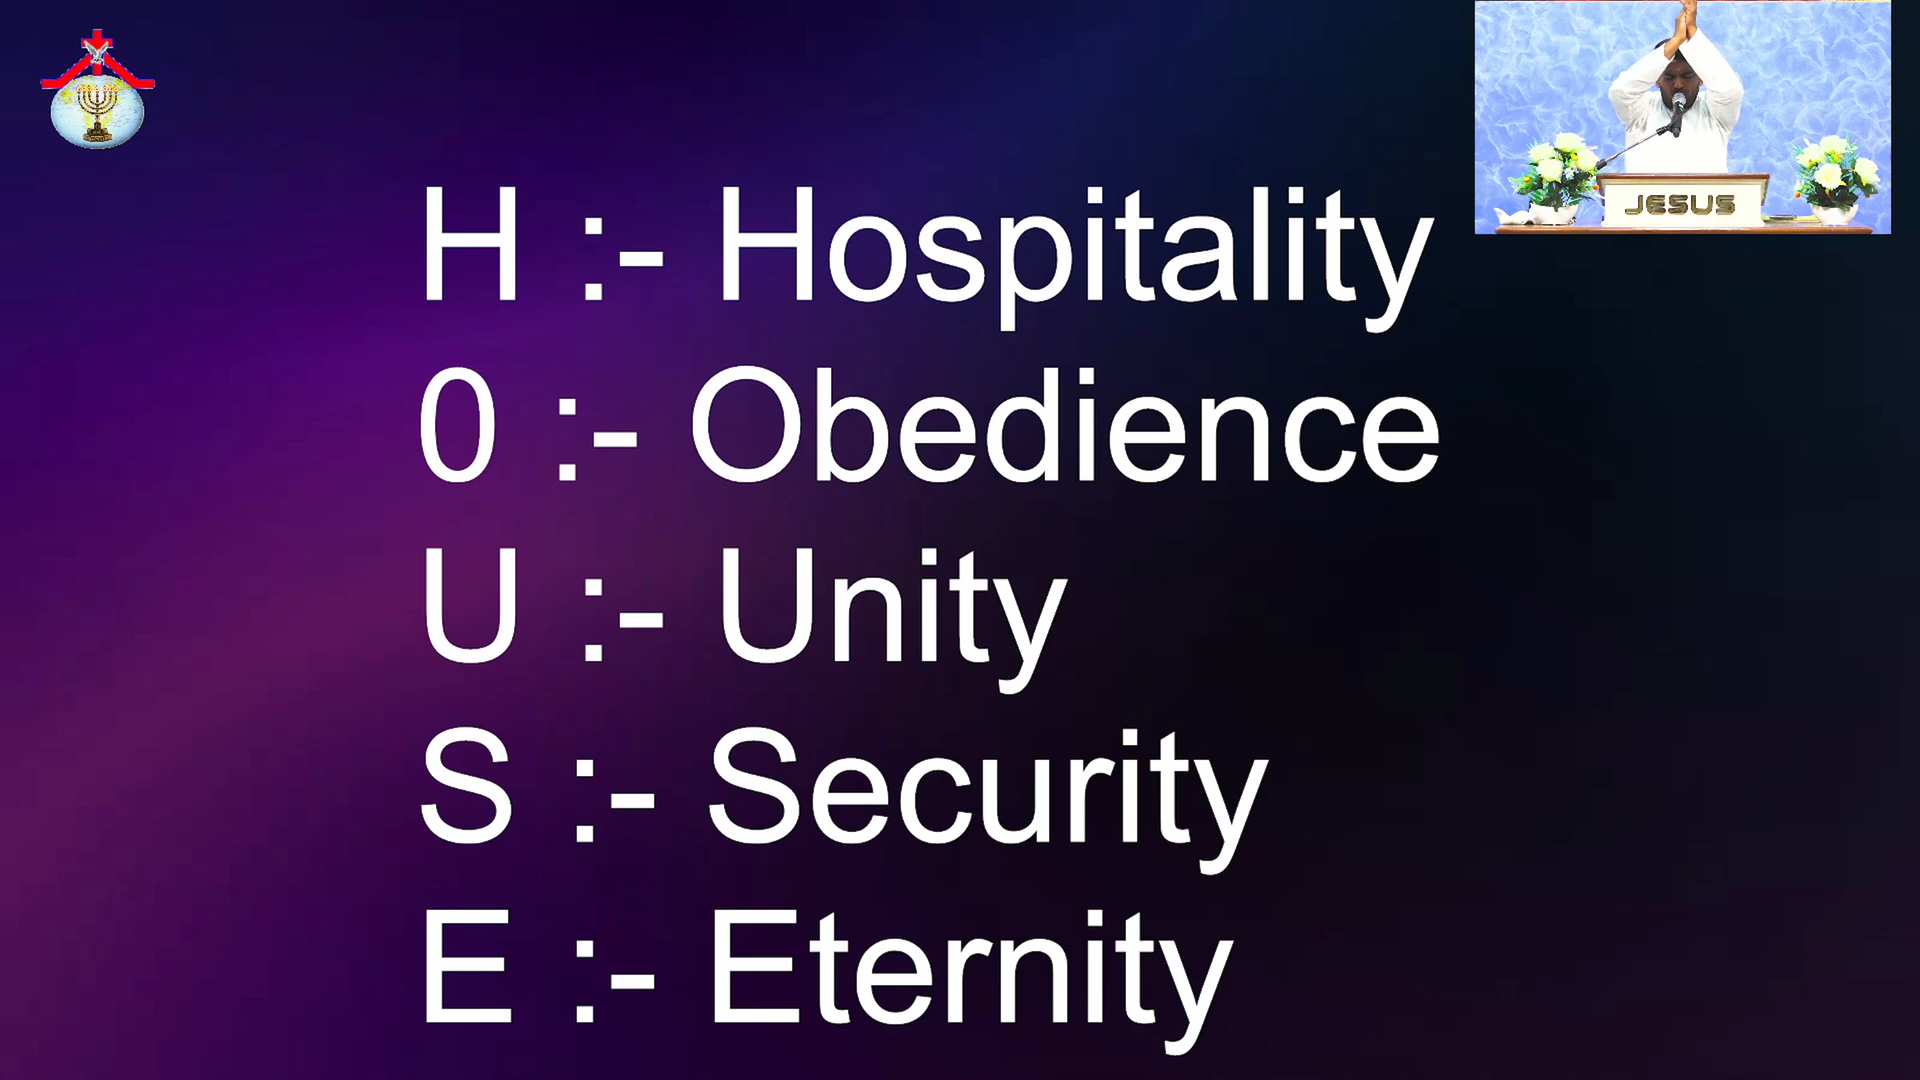 H :- Hospitality
0 :- Obedience
U :- Unity
S :- Security
E :- Eternity
JESUS